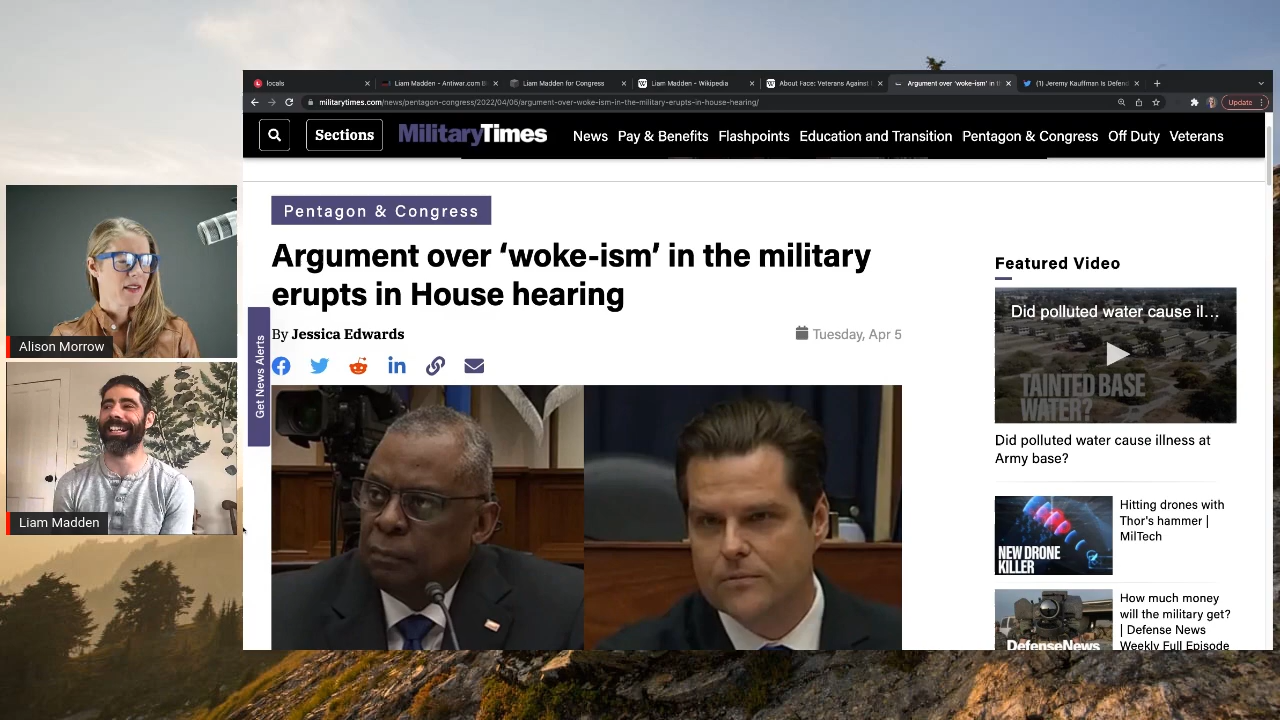 locals
Liam Madden - Antiwar.com B
Liam Madden for Congress
Liam Madden - Wikipedia
About Face: Veterans Against
Argument over 'woke-ism' in t
(1) Jeremy Kauffman Is Defend
militarytimes.com/news/pentagon-congress/2022/04/06/argument-over-woke-ism-in-the-military-erupts-in-house-hearing/
Update
Sections
MilitaryTimes
News
Pay & Benefits
Flashpoints
Education and Transition
Pentagon & Congress
Off Duty
Veterans
Pentagon & Congress
Argument over ‘woke-ism’ in the military
erupts in House hearing
By Jessica Edwards
Tuesday, Apr 5
Get News Alerts
Featured Video
Did polluted water cause il...
TAINTED BASE
WATER?
Did polluted water cause illness at
Army base?
NEW DRONE
KILLER
Hitting drones with
Thor's hammer |
MilTech
DefenseNews
How much money
will the military get?
| Defense News
Weekly Full Episode
Alison Morrow
Liam Madden